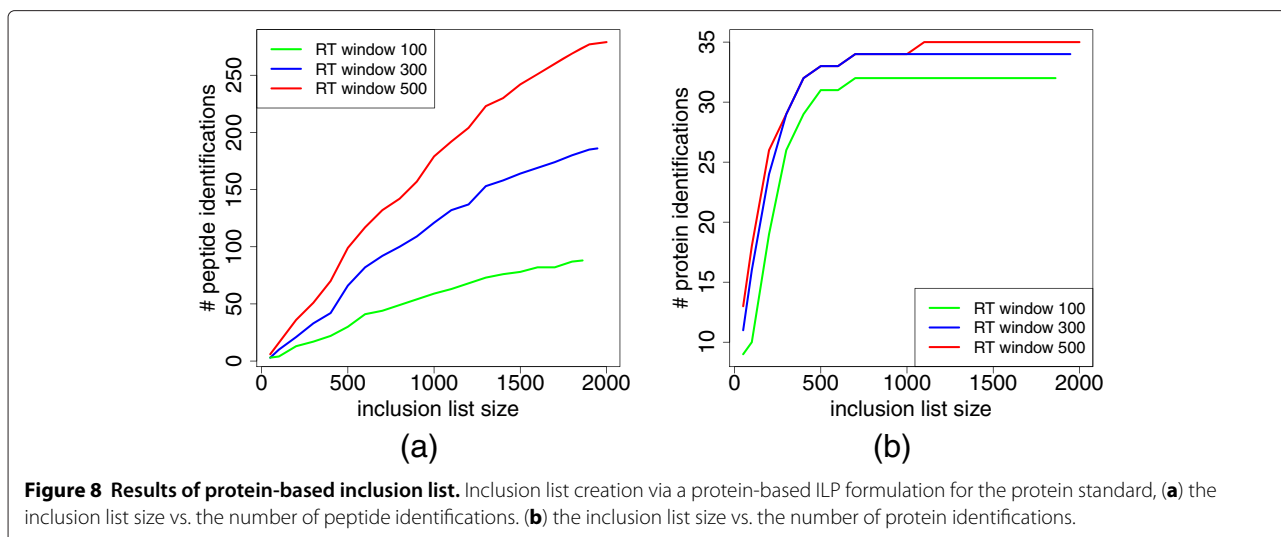 RT window 100
RT window 300
RT window 500
# peptide identifications
0
50
100
150
200
250
0
500
1000
1500
2000
inclusion list size
(a)
# protein identifications
10
15
20
25
30
35
RT window 100
RT window 300
RT window 500
0
500
1000
1500
2000
inclusion list size
(b)
Figure 8 Results of protein-based inclusion list. Inclusion list creation via a protein-based ILP formulation for the protein standard, (a) the
inclusion list size vs. the number of peptide identifications. (b) the inclusion list size vs. the number of protein identifications.